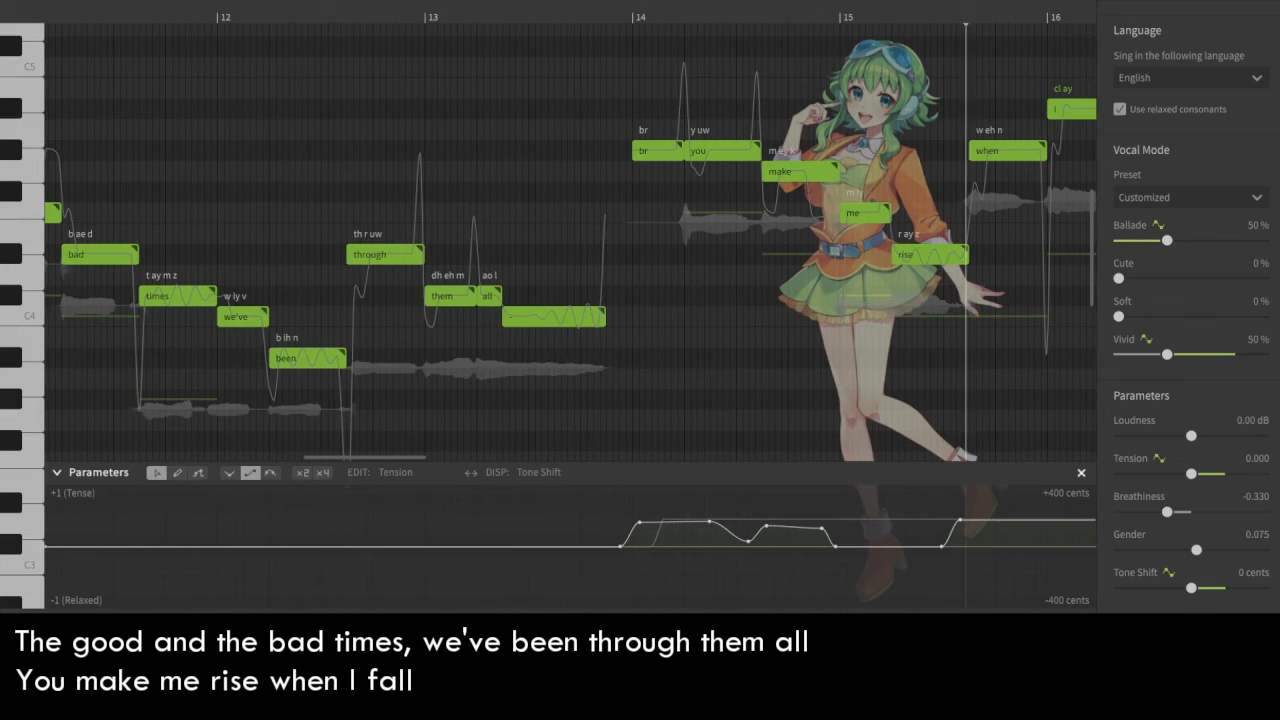 12 13 14 15 16
C5
C4
C3
b ae d
bad
t ay m z
times
w iy v
we've
b ih n
been
th r uw
through
dh eh m
them
ao l
all
-
br
br
y uw
you
m ey k
make
m iy
me
r ay z
rise
w eh n
when
cl ay
I
Parameters x2 x4 EDIT: Tension DISP: Tone Shift
+1 (Tense) +400 cents
-1 (Relaxed) -400 cents
Language
Sing in the following language
English
Use relaxed consonants
Vocal Mode
Preset
Customized
Ballade 50 %
Cute 0 %
Soft 0 %
Vivid 50 %
Parameters
Loudness 0.00 dB
Tension 0.000
Breathiness -0.330
Gender 0.075
Tone Shift 0 cents
The good and the bad times, we've been through them all
You make me rise when I fall